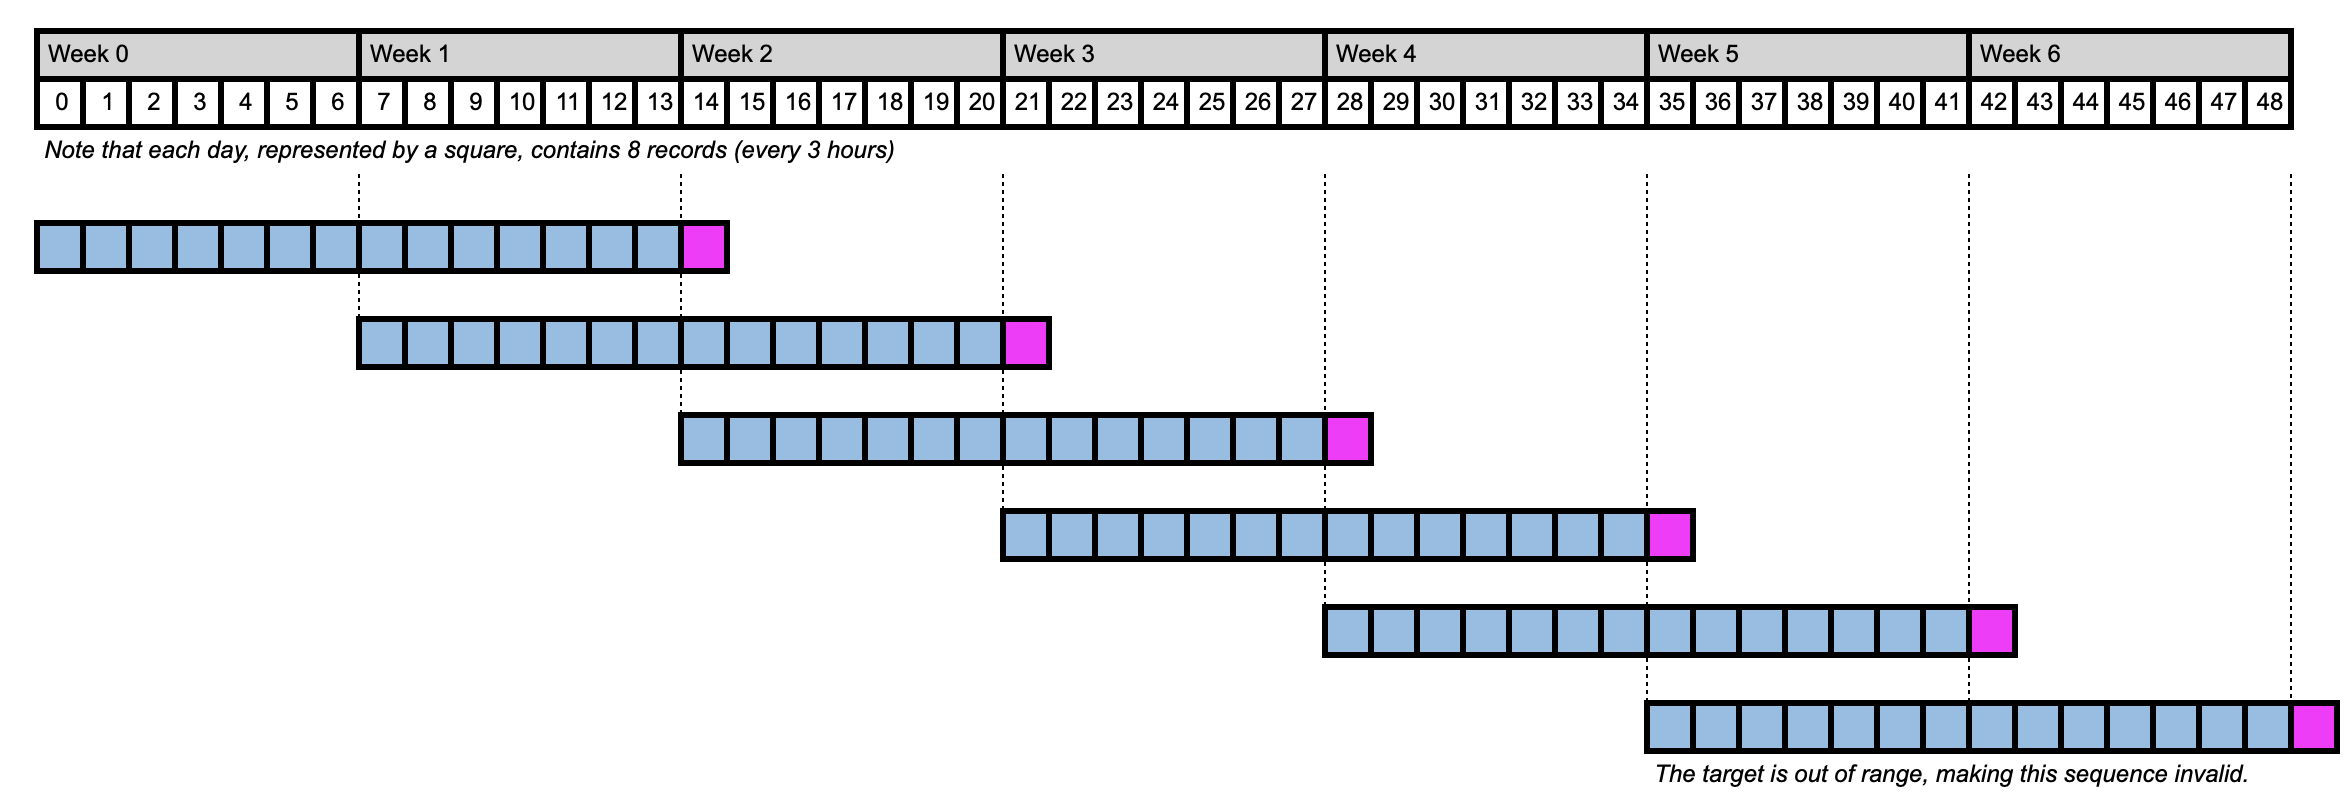 Week 0 Week 1 Week 2 Week 3 Week 4 Week 5 Week 6
0 1 2 3 4 5 6 7 8 9 10 11 12 13 14 15 16 17 18 19 20 21 22 23 24 25 26 27 28 29 30 31 32 33 34 35 36 37 38 39 40 41 42 43 44 45 46 47 48
Note that each day, represented by a square, contains 8 records (every 3 hours)
The target is out of range, making this sequence invalid.